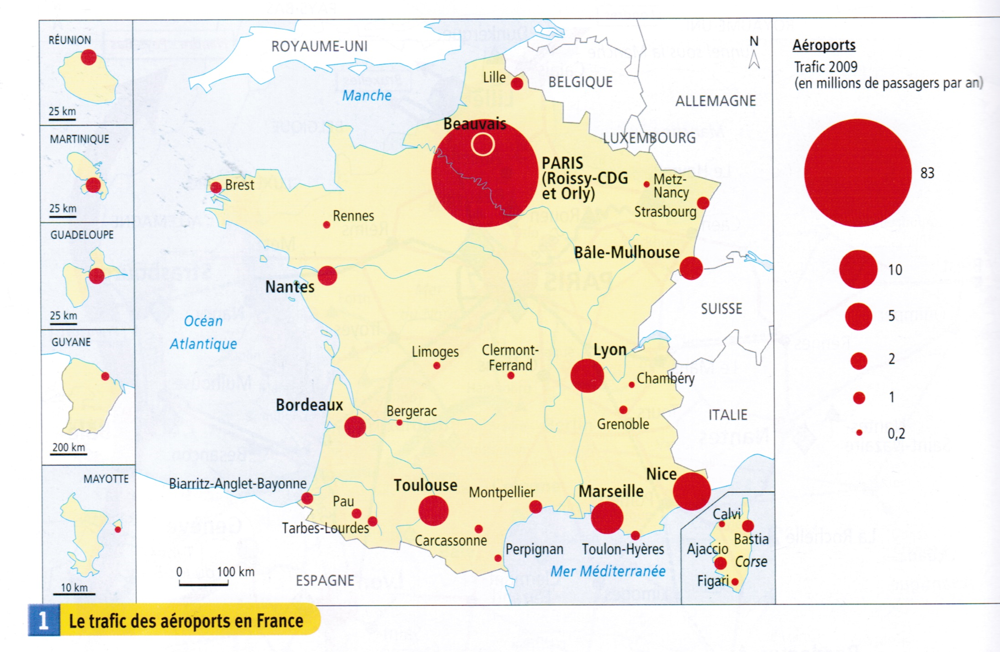 RÉUNION
25 km
MARTINIQUE
25 km
GUADELOUPE
25 km
GUYANE
200 km
MAYOTTE
10 km
ROYAUME-UNI
Manche
Lille
BELGIQUE
ALLEMAGNE
N
LUXEMBOURG
Beauvais
PARIS
(Roissy-CDG
et Orly)
Metz-
Nancy
Strasbourg
Brest
Rennes
Bâle-Mulhouse
Nantes
SUISSE
Océan
Atlantique
Limoges
Clermont-
Ferrand
Lyon
Chambéry
Grenoble
ITALIE
Bordeaux
Bergerac
Biarritz-Anglet-Bayonne
Pau
Tarbes-Lourdes
Toulouse
Carcassonne
Montpellier
Perpignan
Marseille
Toulon-Hyères
Nice
Mer Méditerranée
ESPAGNE
0 100 km
Calvi
Bastia
Ajaccio
Corse
Figari
Aéroports
Trafic 2009
(en millions de passagers par an)
83
10
5
2
1
0,2
1 Le trafic des aéroports en France